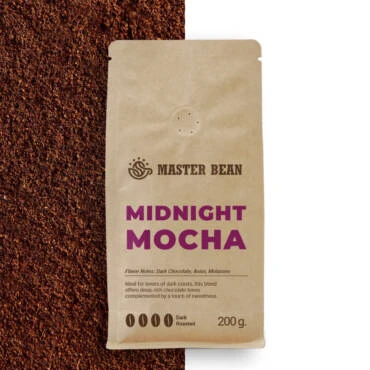 MASTER BEAN
MIDNIGHT
MOCHA
Flavor Notes: Dark Chocolate, Raisin, Molasses
Ideal for lovers of dark roasts, this blend
offers deep, rich chocolate tones
complemented by a touch of sweetness.
Dark
Roasted
200 g.